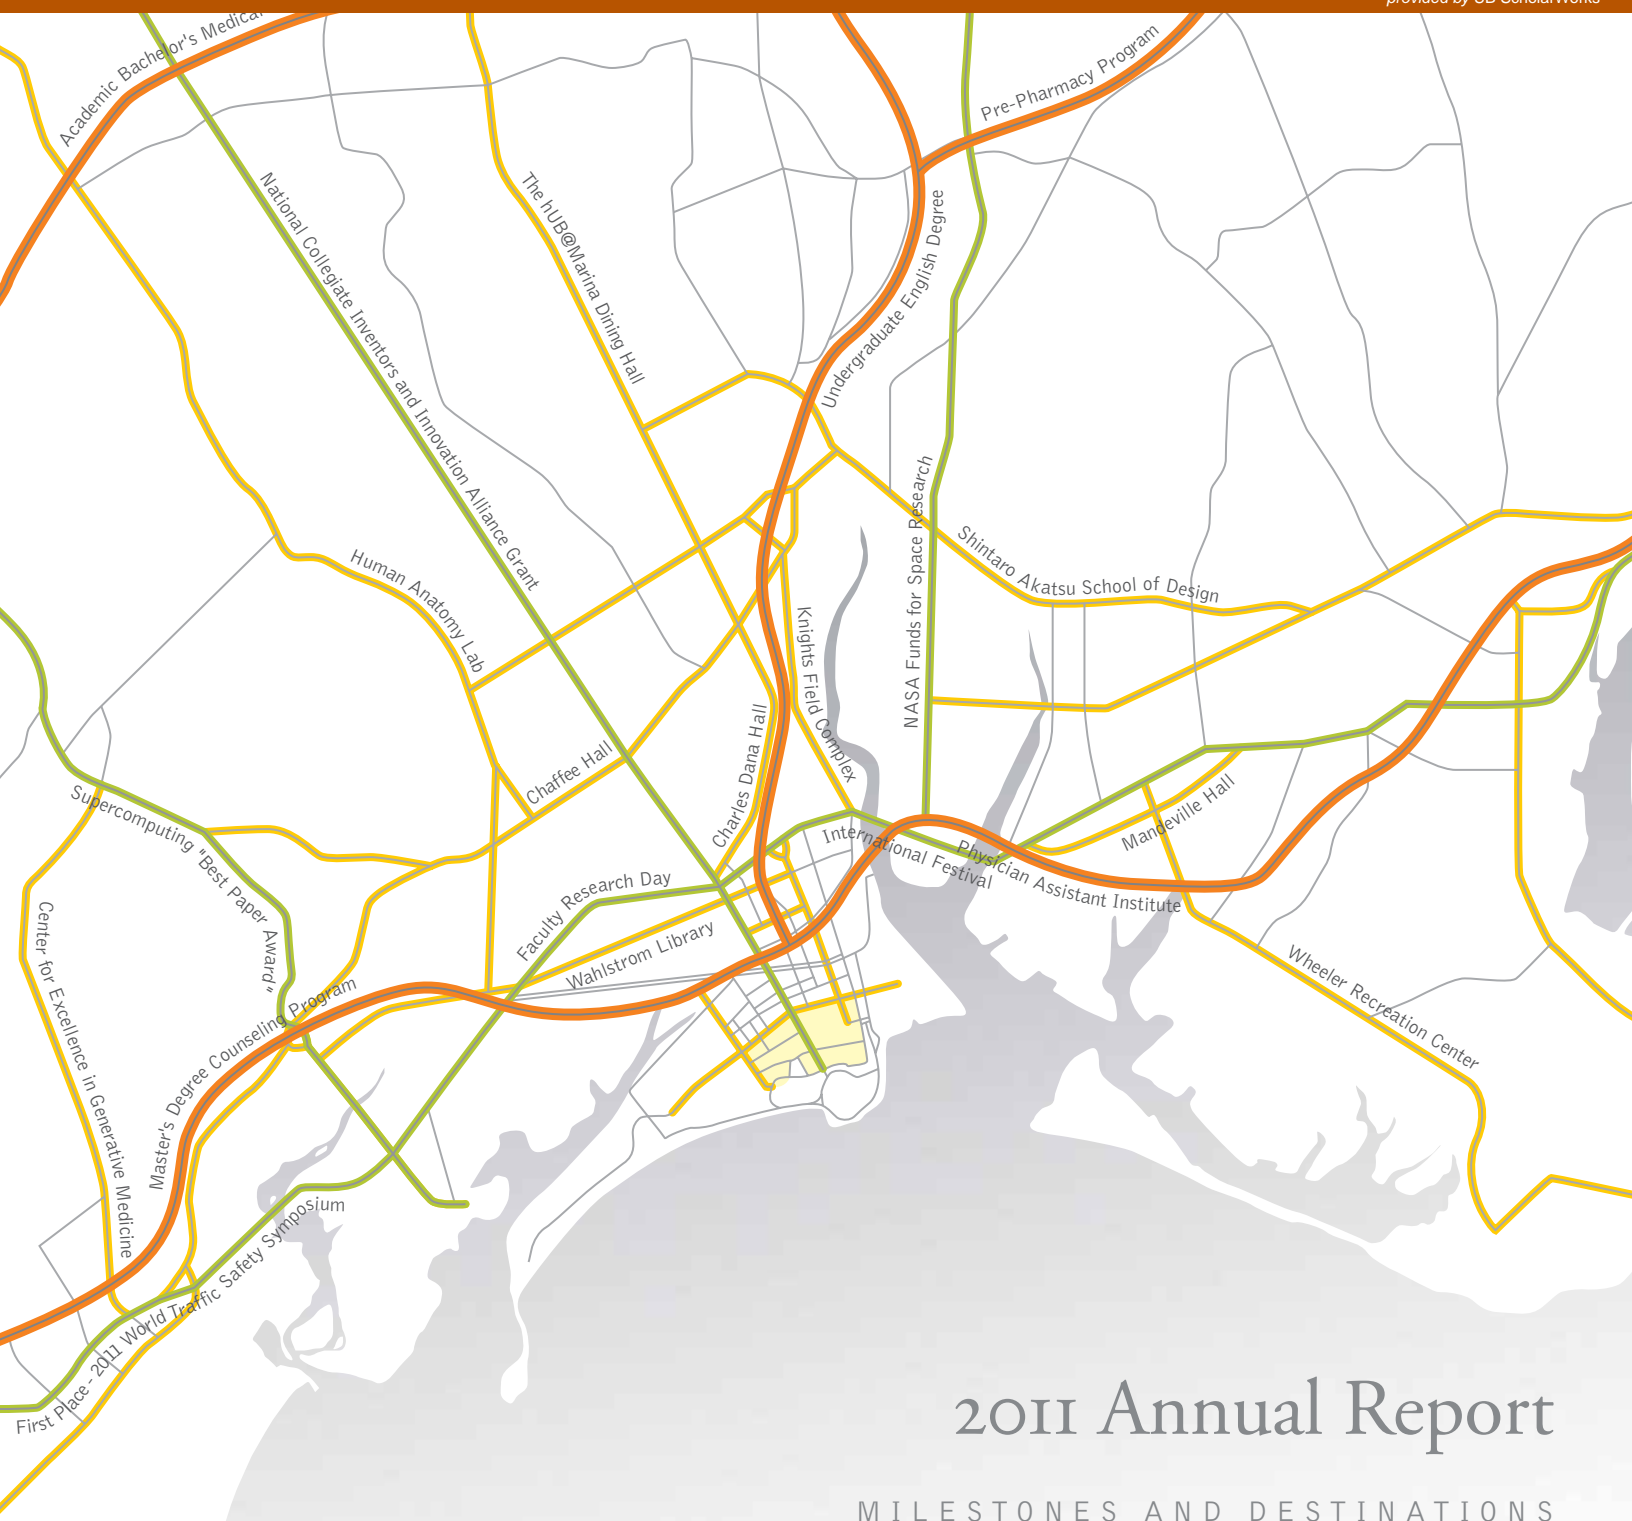 provided by UB ScholarWorks
Academic Bachelor's Medical
Pre-Pharmacy Program
National Collegiate Inventors and Innovation Alliance Grant
The hUB@Marina Dining Hall
Undergraduate English Degree
Human Anatomy Lab
NASA Funds for Space Research
Shintaro Akatsu School of Design
Knights Field Complex
Charles Dana Hall
Chaffee Hall
Supercomputing "Best Paper Award"
International Festival
Physician Assistant Institute
Mandeville Hall
Faculty Research Day
Wahlstrom Library
Center for Excellence in Generative Medicine
Master's Degree Counseling Program
Wheeler Recreation Center
First Place - 2011 World Traffic Safety Symposium
2011 Annual Report
MILESTONES AND DESTINATIONS